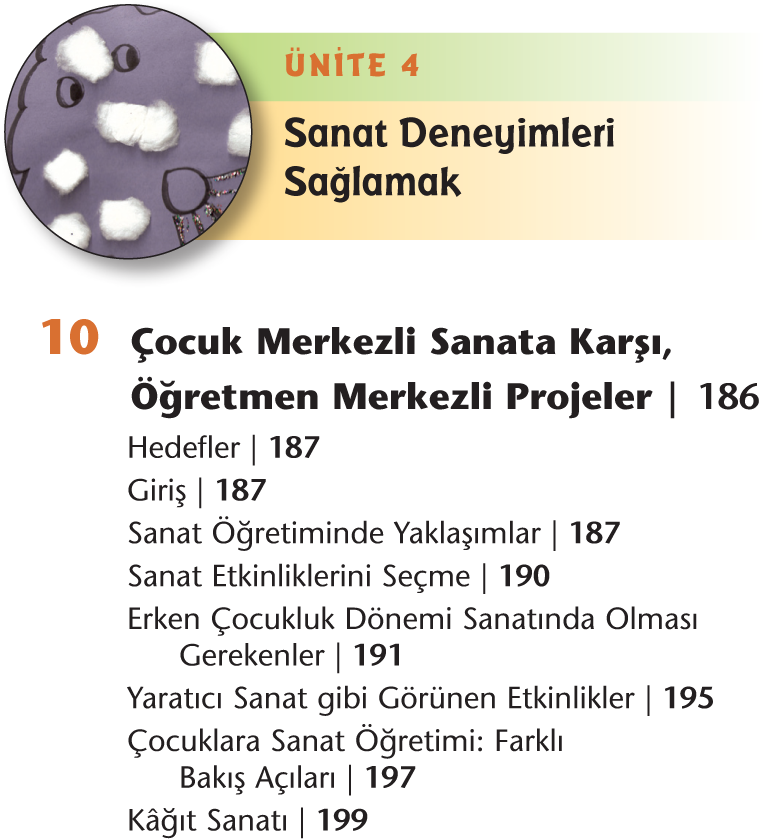 ÜNİTE 4
Sanat Deneyimleri
Sağlamak
10 Çocuk Merkezli Sanata Karşı,
Öğretmen Merkezli Projeler | 186
Hedefler | 187
Giriş | 187
Sanat Öğretiminde Yaklaşımlar | 187
Sanat Etkinliklerini Seçme | 190
Erken Çocukluk Dönemi Sanatında Olması
Gerekenler | 191
Yaratıcı Sanat gibi Görünen Etkinlikler | 195
Çocuklara Sanat Öğretimi: Farklı
Bakış Açıları | 197
Kâğıt Sanatı | 199